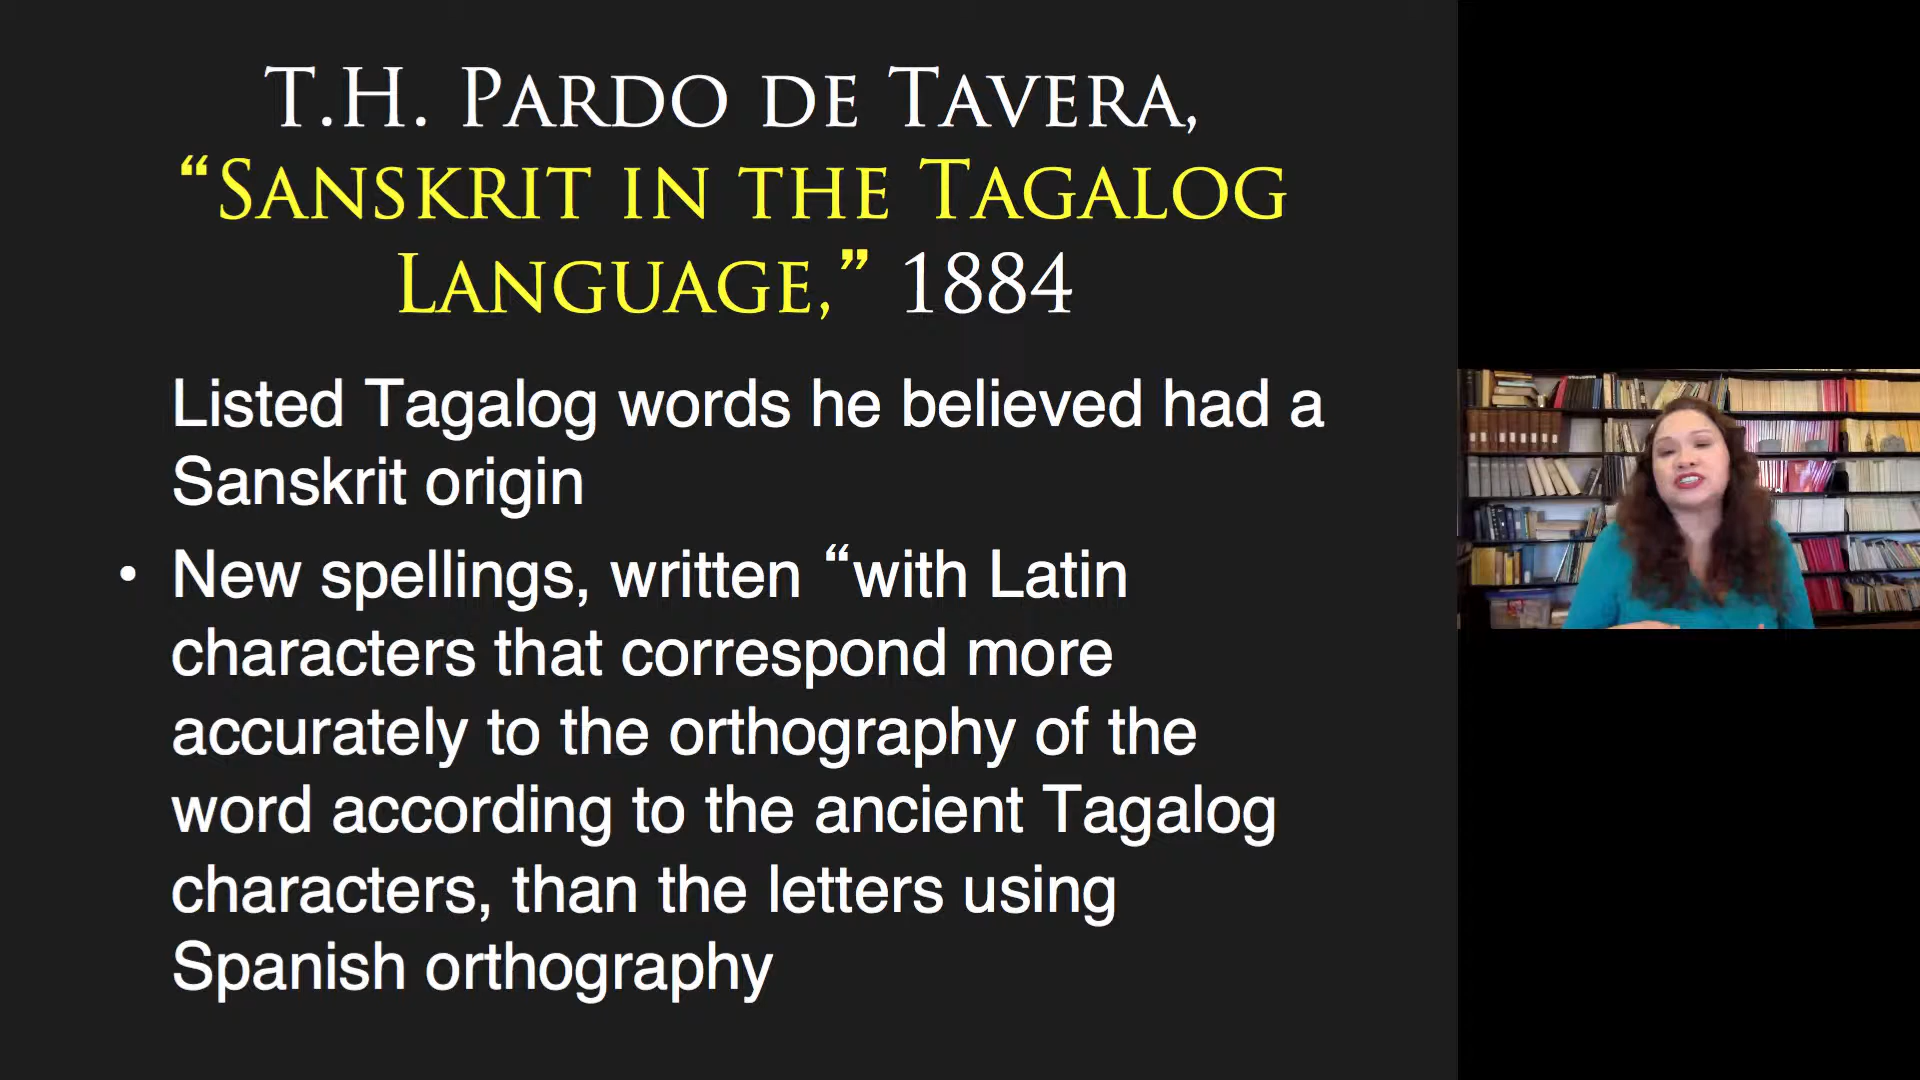 T.H. Pardo de Tavera,
“Sanskrit in the Tagalog
Language,” 1884
Listed Tagalog words he believed had a
Sanskrit origin
• New spellings, written “with Latin
characters that correspond more
accurately to the orthography of the
word according to the ancient Tagalog
characters, than the letters using
Spanish orthography